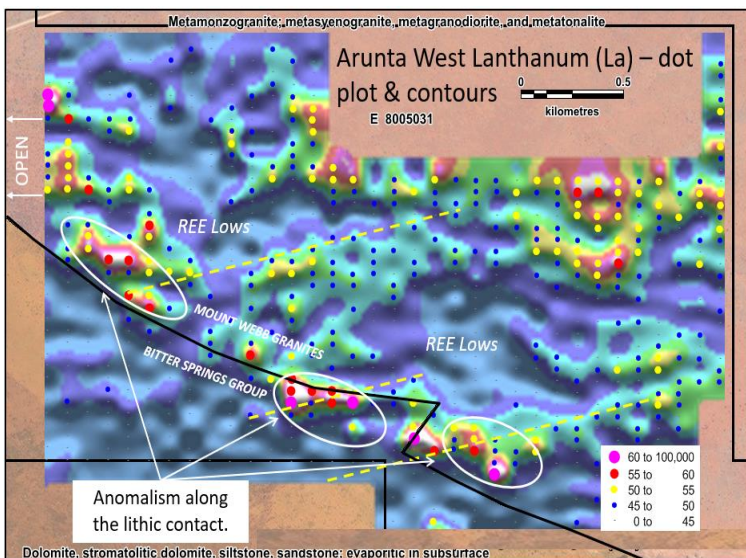 Metamonzogranite; metasyenogranite, metagranodiorite, and metatonalite
Arunta West Lanthanum (La) – dot
plot & contours
0 0.5
kilometres
E 8005031
OPEN
REE Lows
MOUNT WEBB GRANITES
BITTER SPRINGS GROUP
REE Lows
Anomalism along
the lithic contact.
60 to 100,000
55 to 60
50 to 55
45 to 50
0 to 45
Dolomite, stromatolitic dolomite, siltstone, sandstone; evaporitic in subsurface